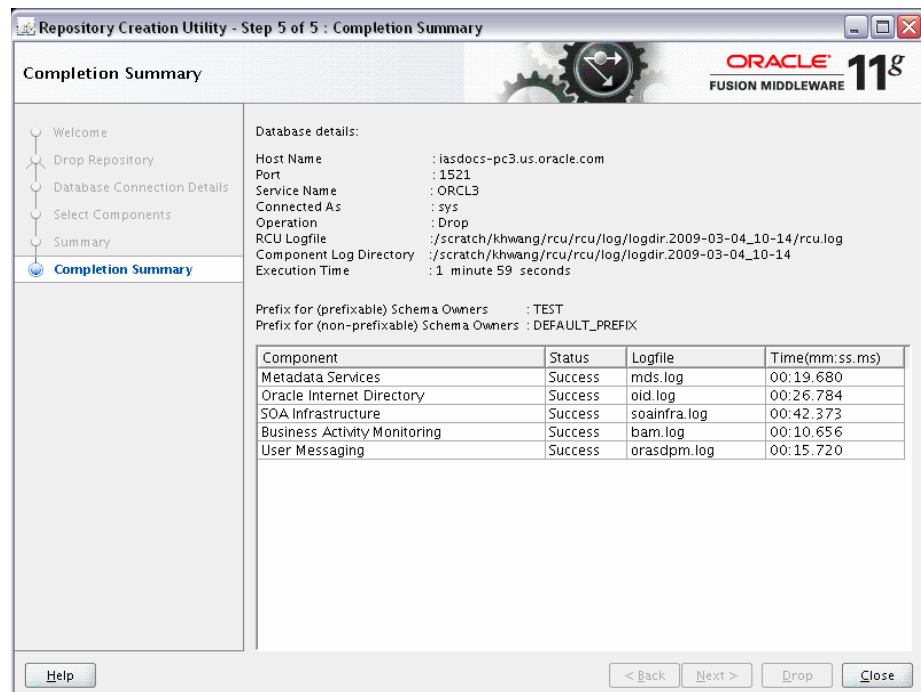 Repository Creation Utility - Step 5 of 5 : Completion Summary
Completion Summary
ORACLE
FUSION MIDDLEWARE
11g
Welcome
Drop Repository
Database Connection Details
Select Components
Summary
Completion Summary
Database details:
Host Name : iasdocs-pc3.us.oracle.com
Port : 1521
Service Name : ORCL3
Connected As : sys
Operation : Drop
RCU Logfile :/scratch/khwang/rcu/rcu/log/logdir.2009-03-04_10-14/rcu.log
Component Log Directory :/scratch/khwang/rcu/rcu/log/logdir.2009-03-04_10-14
Execution Time :1 minute 59 seconds
Prefix for (prefixable) Schema Owners : TEST
Prefix for (non-prefixable) Schema Owners : DEFAULT_PREFIX
Component Status Logfile Time(mm:ss.ms)
Metadata Services Success mds.log 00:19.680
Oracle Internet Directory Success oid.log 00:26.784
SOA Infrastructure Success soainfra.log 00:42.373
Business Activity Monitoring Success bam.log 00:10.656
User Messaging Success orasdpm.log 00:15.720
Help < Back Next > Drop Close